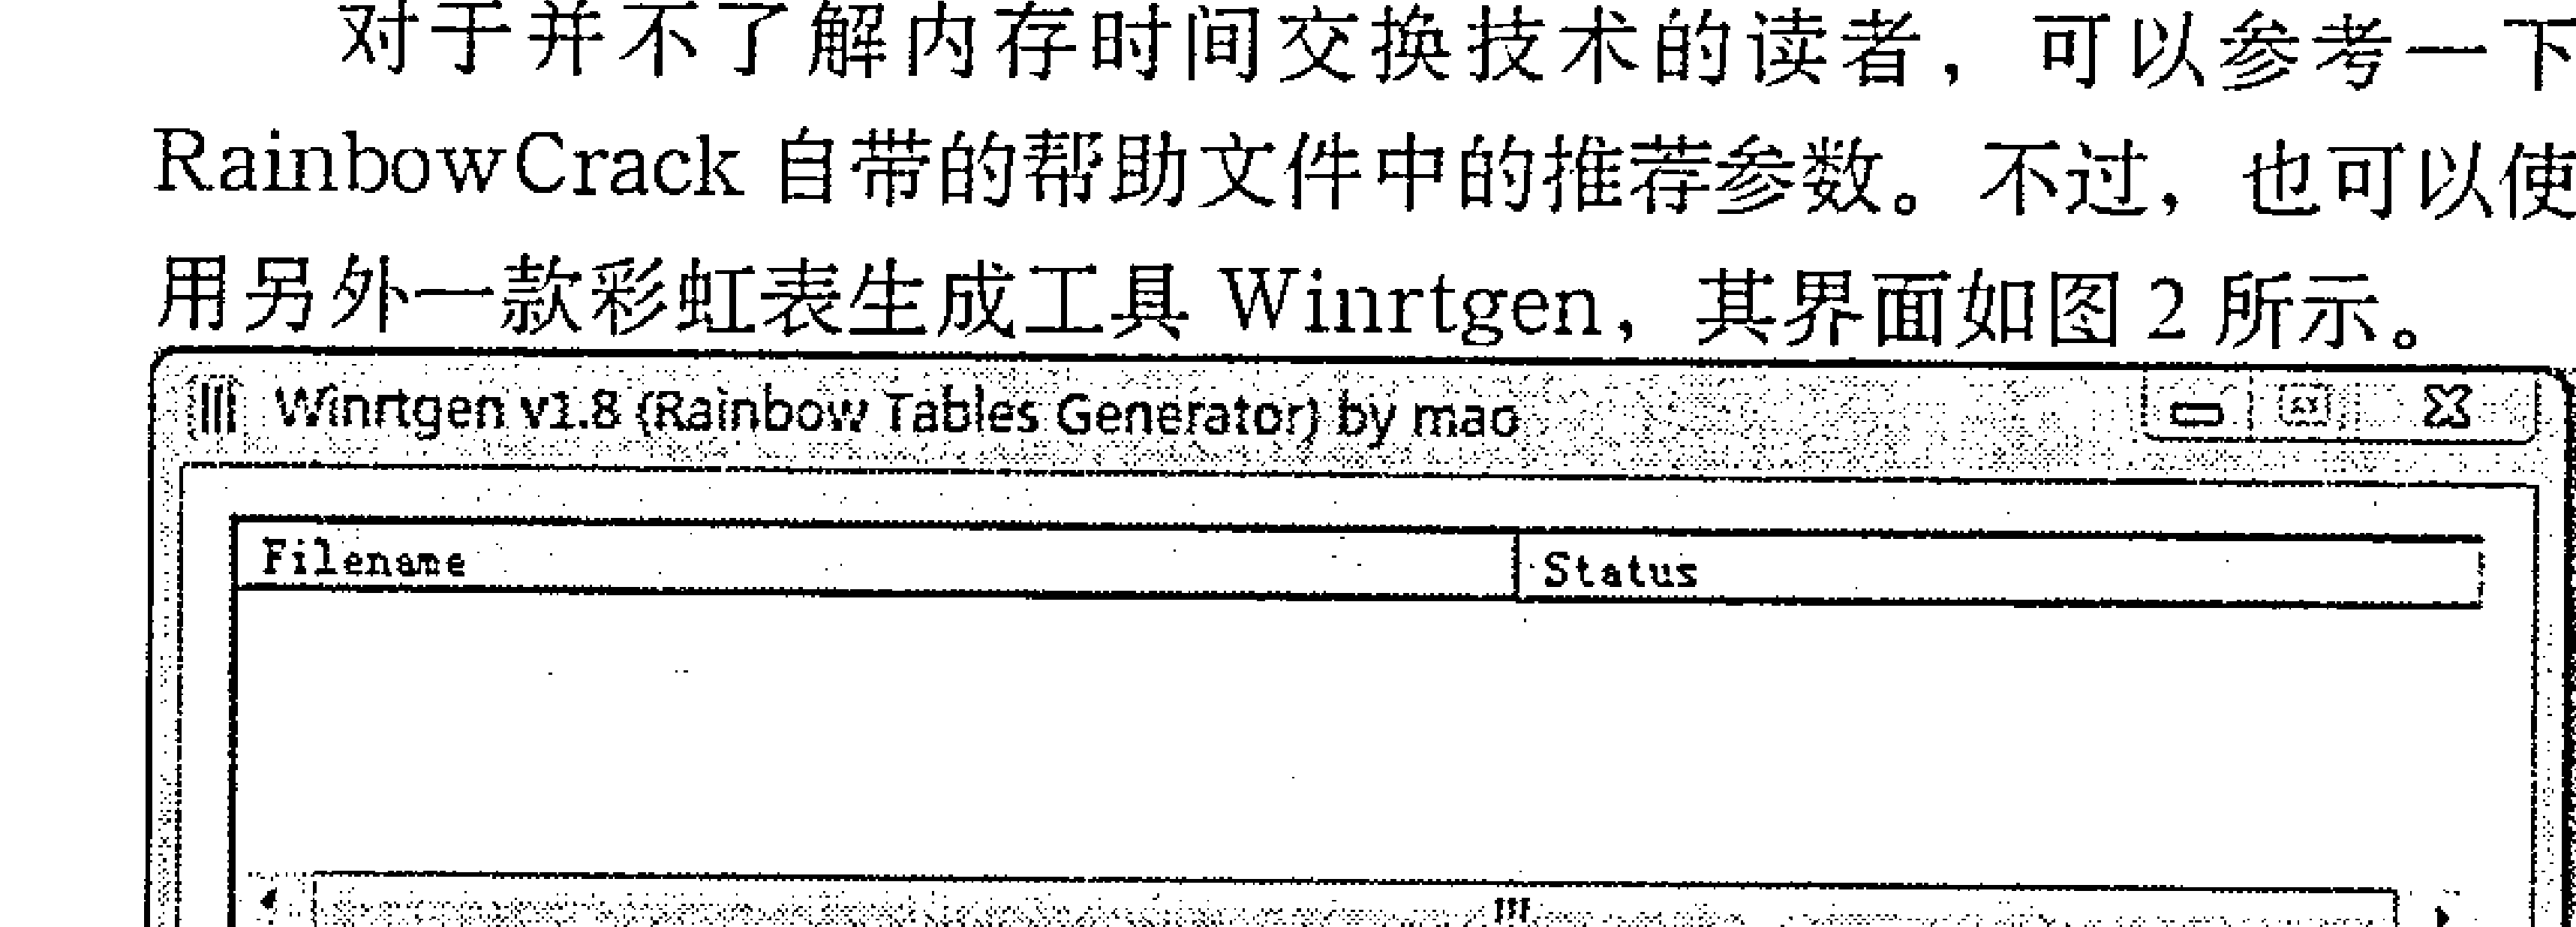 对于并不了解内存时间交换技术的读者，可以参考一下
RainbowCrack 自带的帮助文件中的推荐参数。不过，也可以使
用另外一款彩虹表生成工具 Winrtgen，其界面如图 2 所示。
Winrtgen v1.8 (Rainbow Tables Generator) by mao
Filename Status